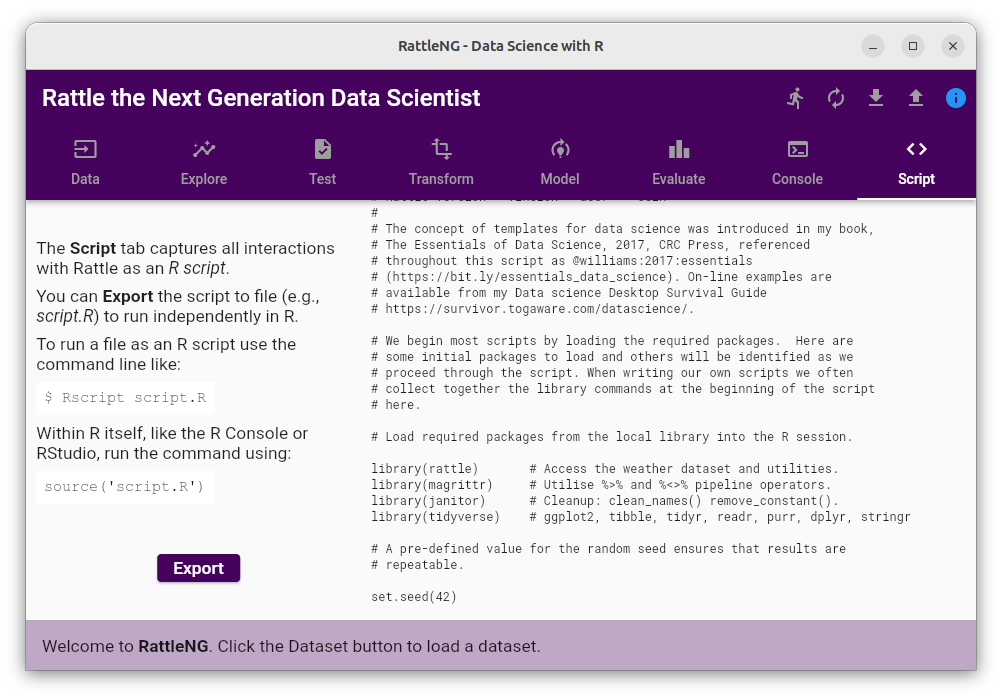 RattleNG - Data Science with R
Rattle the Next Generation Data Scientist
Data
Explore
Test
Transform
Model
Evaluate
Console
Script
The Script tab captures all interactions
with Rattle as an R script.
You can Export the script to file (e.g.,
script.R) to run independently in R.
To run a file as an R script use the
command line like:
$ Rscript script.R
Within R itself, like the R Console or
RStudio, run the command using:
source('script.R')
Export
#
# The concept of templates for data science was introduced in my book,
# The Essentials of Data Science, 2017, CRC Press, referenced
# throughout this script as @williams:2017:essentials
# (https://bit.ly/essentials_data_science). On-line examples are
# available from my Data science Desktop Survival Guide
# https://survivor.togaware.com/datascience/.
# We begin most scripts by loading the required packages.  Here are
# some initial packages to load and others will be identified as we
# proceed through the script. When writing our own scripts we often
# collect together the library commands at the beginning of the script
# here.
# Load required packages from the local library into the R session.
library(rattle)       # Access the weather dataset and utilities.
library(magrittr)     # Utilise %>% and %<>% pipeline operators.
library(janitor)      # Cleanup: clean_names() remove_constant().
library(tidyverse)    # ggplot2, tibble, tidyr, readr, purr, dplyr, stringr
# A pre-defined value for the random seed ensures that results are
# repeatable.
set.seed(42)
Welcome to RattleNG. Click the Dataset button to load a dataset.